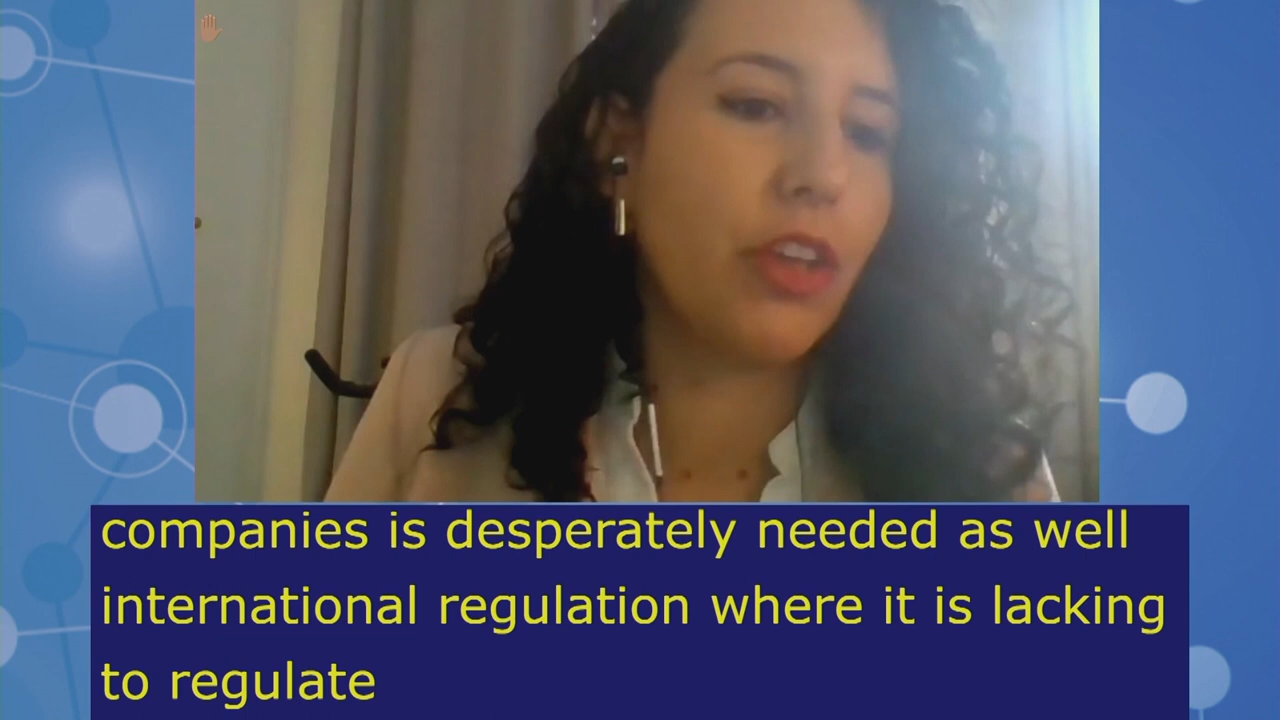 companies is desperately needed as well
international regulation where it is lacking
to regulate